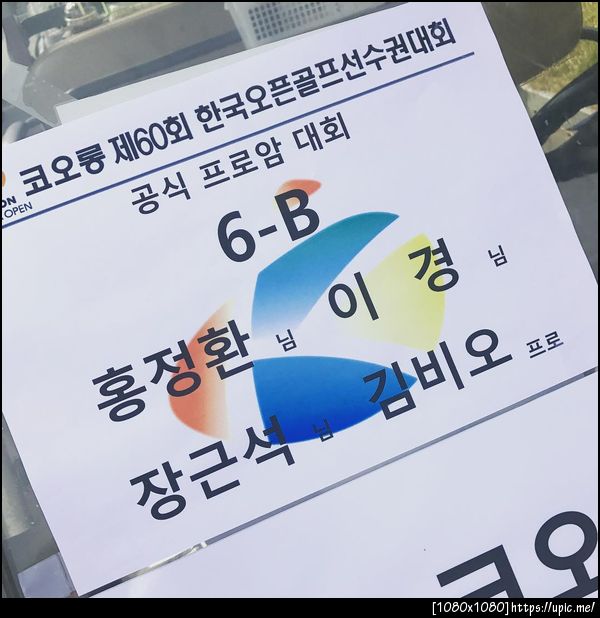 코오롱 제60회 한국오픈골프선수권대회
ON
OPEN
공식 프로암 대회
6-B
홍정환 님 이 경 님
장근석 님 김비오 프로
코오
[1080x1080]https://upic.me/